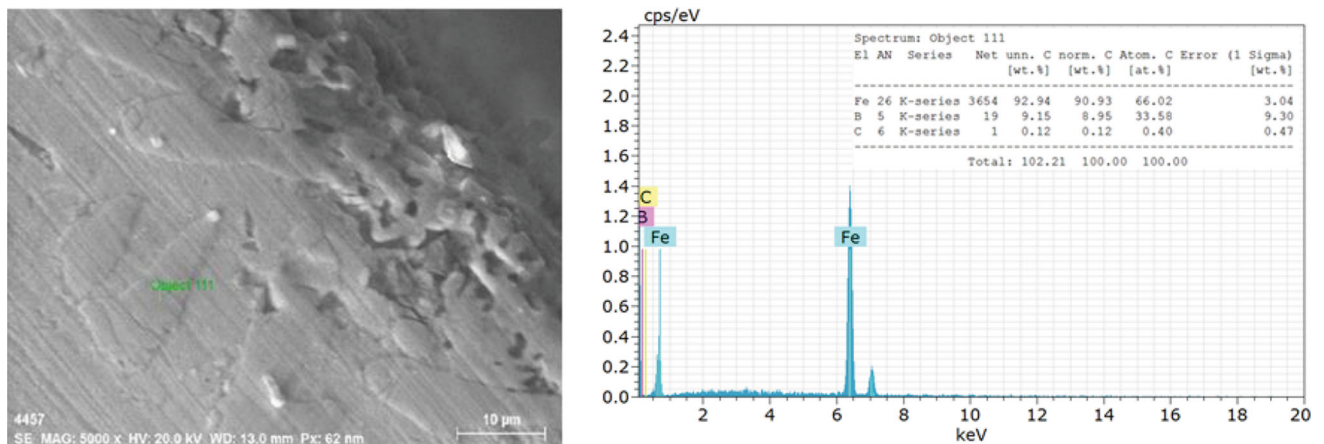 Object 111
4457
10 µm
SE MAG: 5000 x HV: 20.0 kV WD: 13.0 mm Px: 62 nm
cps/eV
2.4
2.2
2.0
1.8
1.6
1.4
1.2
1.0
0.8
0.6
0.4
0.2
0.0
C
B
Fe
Fe
2 4 6 8 10 12 14 16 18 20
keV
Spectrum: Object 111
El AN Series Net unn. C norm. C Atom. C Error (1 Sigma)
[wt.%] [wt.%] [at.%] [wt.%]
Fe 26 K-series 3654 92.94 90.93 66.02 3.04
B 5 K-series 19 9.15 8.95 33.58 9.30
C 6 K-series 1 0.12 0.12 0.40 0.47
Total: 102.21 100.00 100.00